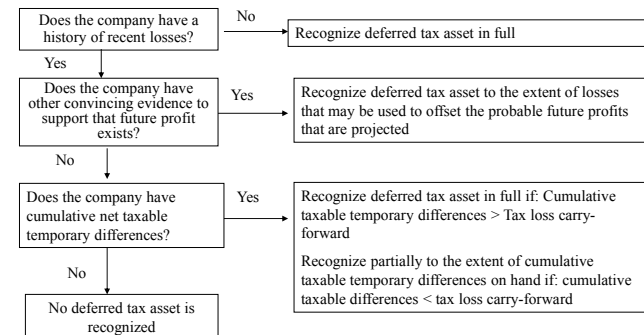 Does the company have a
history of recent losses?
No
Recognize deferred tax asset in full
Yes
Does the company have
other convincing evidence to
support that future profit
exists?
Yes
Recognize deferred tax asset to the extent of losses
that may be used to offset the probable future profits
that are projected
No
Does the company have
cumulative net taxable
temporary differences?
Yes
Recognize deferred tax asset in full if: Cumulative
taxable temporary differences > Tax loss carry-
forward
Recognize partially to the extent of cumulative
taxable temporary differences on hand if: cumulative
taxable differences < tax loss carry-forward
No
No deferred tax asset is
recognized